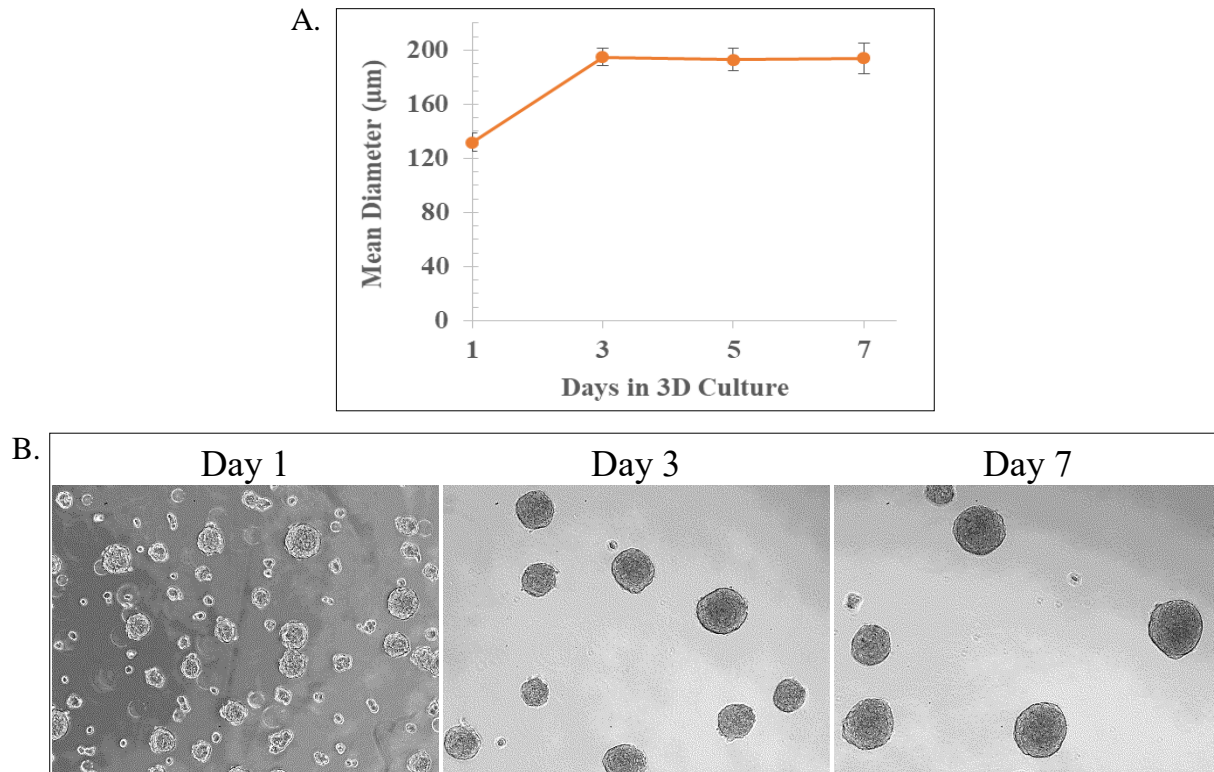 A.
200
160
120
80
40
0
Mean Diameter (µm)
1 3 5 7
Days in 3D Culture
B.
Day 1 Day 3 Day 7